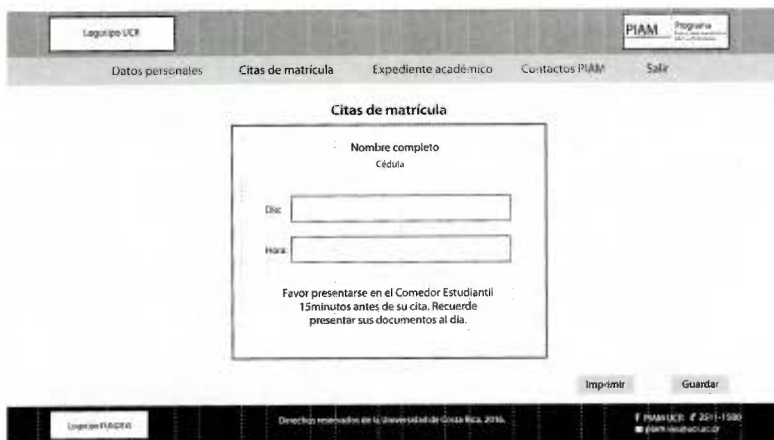 Logotipo UCR
PIAM Programa
Datos personales Citas de matrícula Expediente académico Contactos PIAM Salir
Citas de matrícula
Nombre completo
Cédula
Día:
Hora:
Favor presentarse en el Comedor Estudiantil
15minutos antes de su cita. Recuerde
presentar sus documentos al día.
Imprimir Guardar
Logotipo
Derechos reservados de la Universidad de Costa Rica, 2016.
PIAM UCR 2511-1500